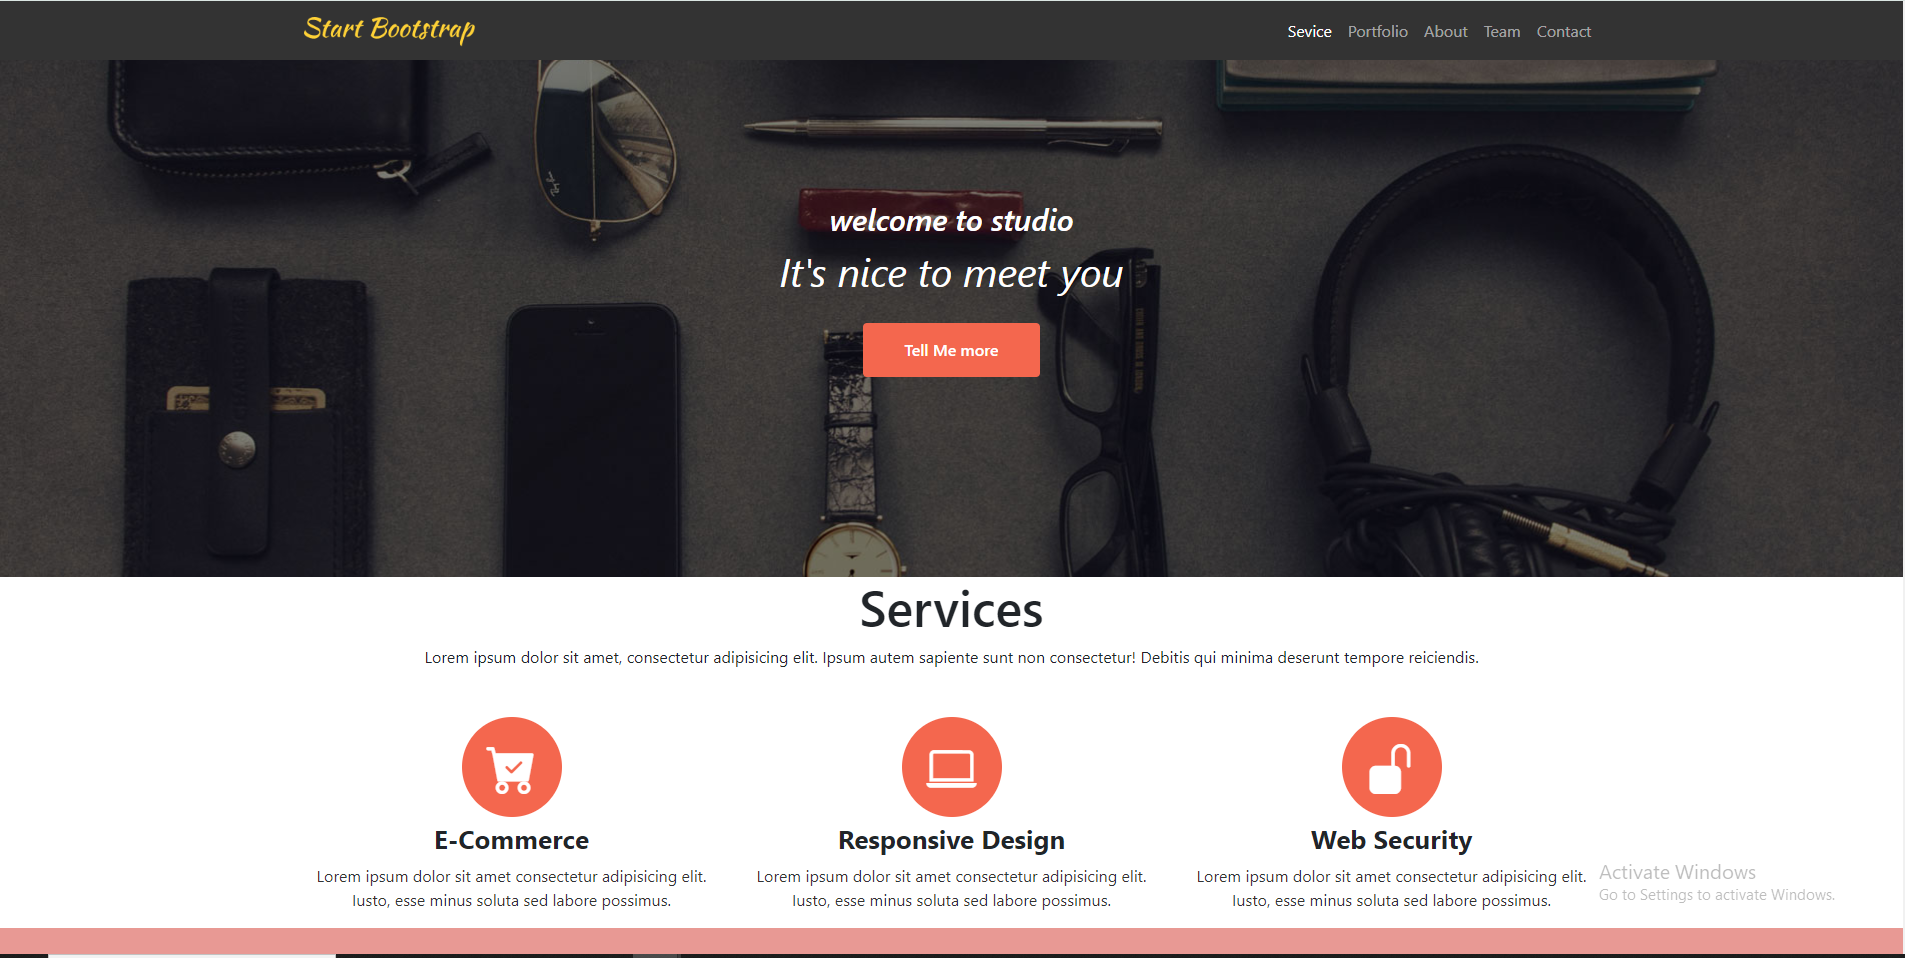 Start Bootstrap
Sevice Portfolio About Team Contact
Ray-Ban
welcome to studio
It's nice to meet you
Tell Me more
Services
Lorem ipsum dolor sit amet, consectetur adipisicing elit. Ipsum autem sapiente sunt non consectetur! Debitis qui minima deserunt tempore reiciendis.
E-Commerce
Lorem ipsum dolor sit amet consectetur adipisicing elit.
Iusto, esse minus soluta sed labore possimus.
Responsive Design
Lorem ipsum dolor sit amet consectetur adipisicing elit.
Iusto, esse minus soluta sed labore possimus.
Web Security
Lorem ipsum dolor sit amet consectetur adipisicing elit.
Iusto, esse minus soluta sed labore possimus.
Activate Windows
Go to Settings to activate Windows.